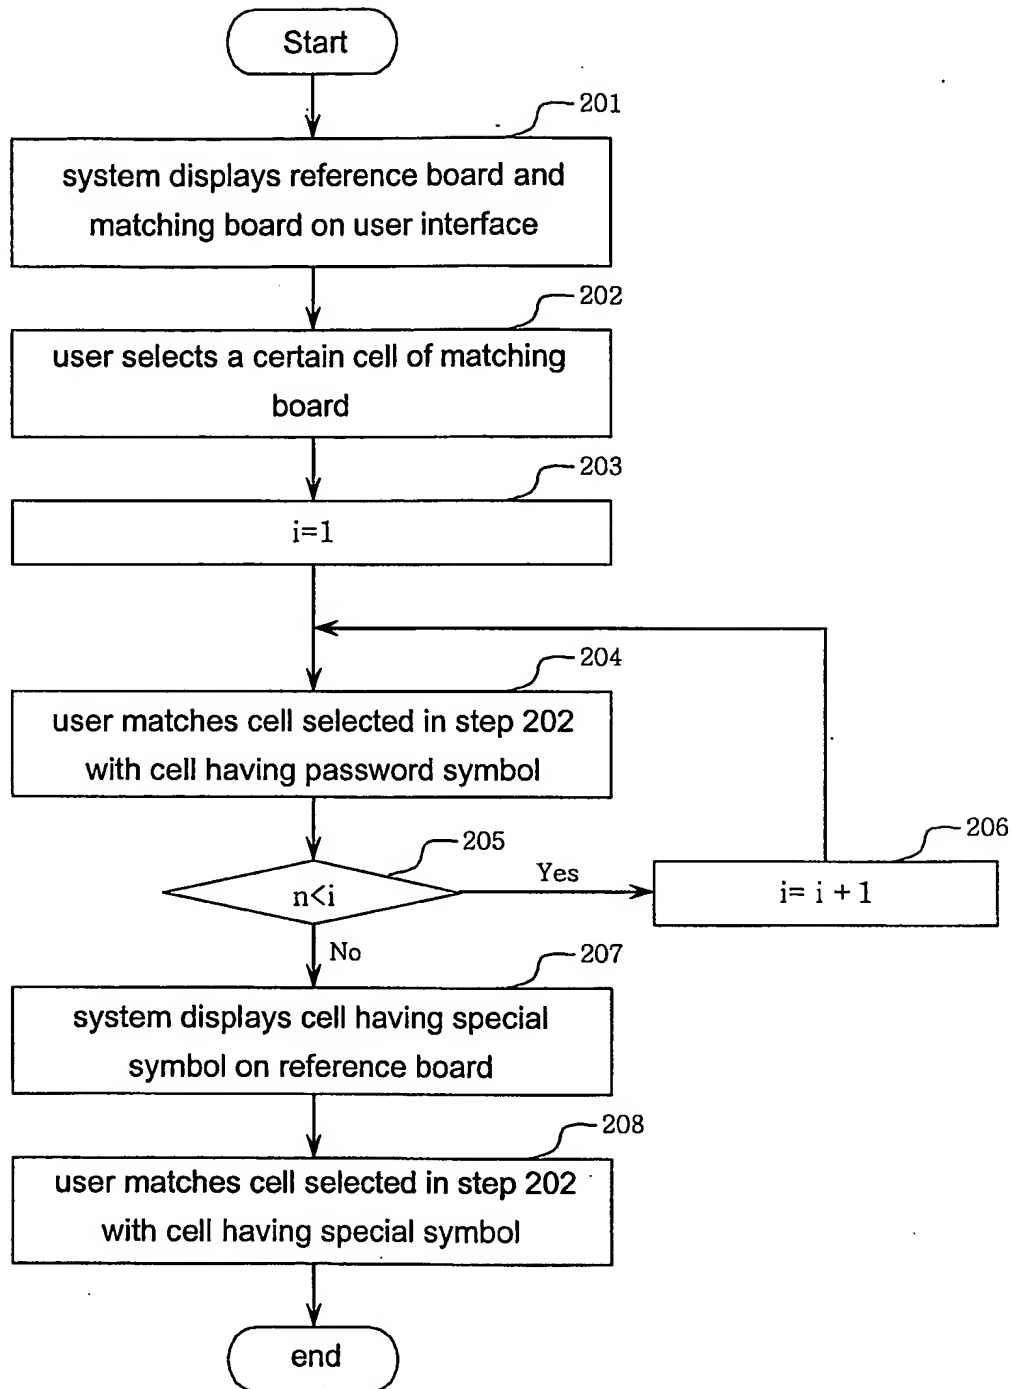 Start
201
system displays reference board and
matching board on user interface
202
user selects a certain cell of matching
board
203
i=1
204
user matches cell selected in step 202
with cell having password symbol
205
n<i
Yes
206
i= i + 1
No
207
system displays cell having special
symbol on reference board
208
user matches cell selected in step 202
with cell having special symbol
end